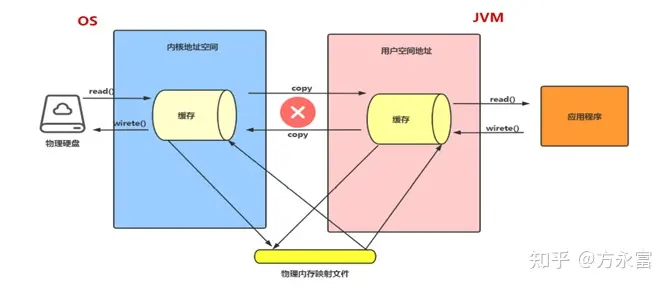 OS
JVM
内核地址空间
用户空间地址
read()
copy
read()
缓存
缓存
应用程序
wirete()
copy
wirete()
物理硬盘
物理内存映射文件
知乎 @方永富